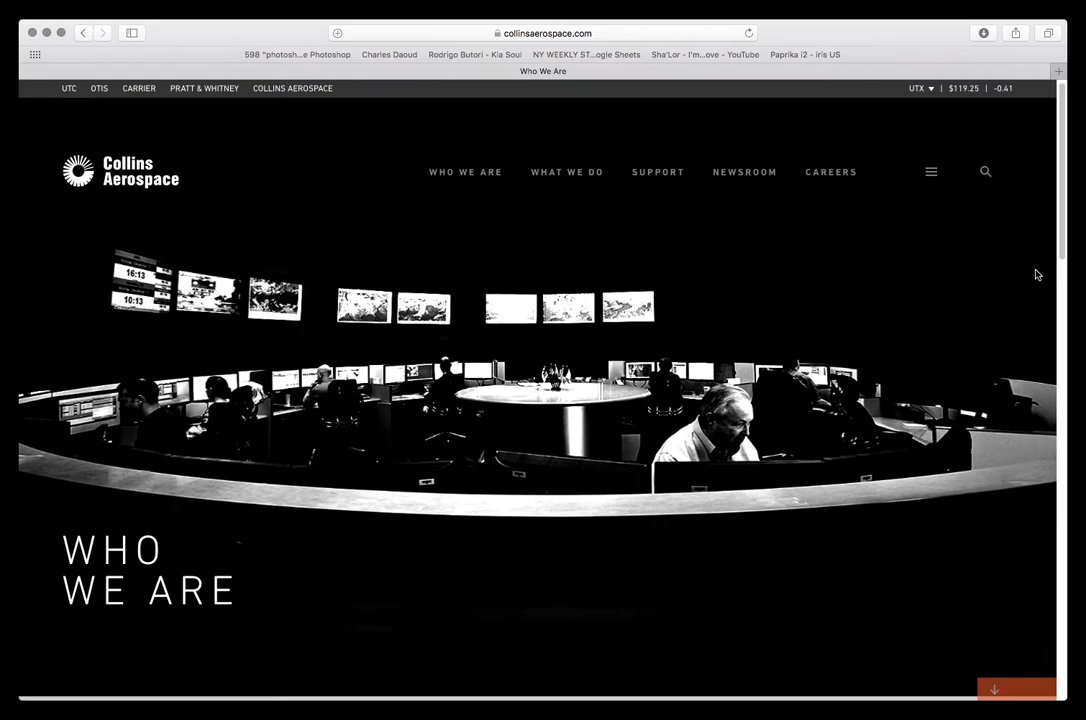 collinsaerospace.com
598 "photosh...e Photoshop Charles Daoud Rodrigo Butori - Kia Soul NY WEEKLY ST...ogle Sheets Sha'Lor - I'm...ove - YouTube Paprika i2 - iris US
Who We Are
UTC OTIS CARRIER PRATT & WHITNEY COLLINS AEROSPACE UTX | $119.25 | -0.41
Collins
Aerospace
WHO WE ARE WHAT WE DO SUPPORT NEWSROOM CAREERS
16:13
10:13
WHO
WE ARE